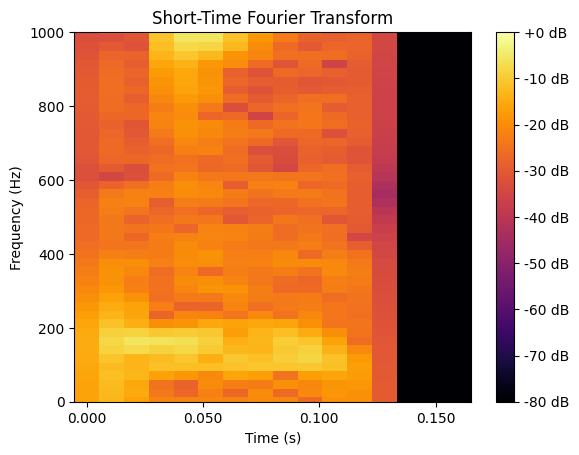 Short-Time Fourier Transform
1000
800
600
400
200
0
Frequency (Hz)
0.000
0.050
0.100
0.150
Time (s)
+0 dB
-10 dB
-20 dB
-30 dB
-40 dB
-50 dB
-60 dB
-70 dB
-80 dB